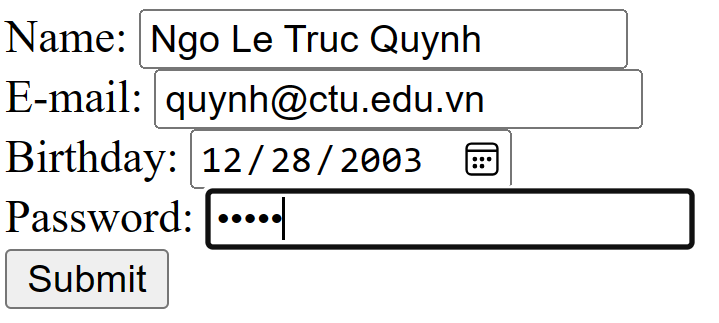 Name: Ngo Le Truc Quynh
E-mail: quynh@ctu.edu.vn
Birthday: 12/28/2003
Password: •••••
Submit